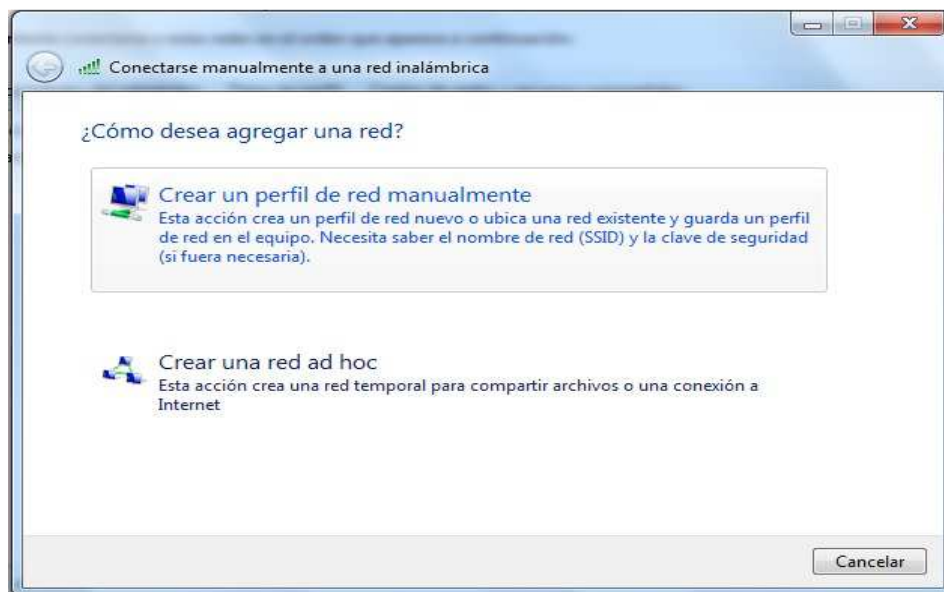 Conectarse manualmente a una red inalámbrica
¿Cómo desea agregar una red?
Crear un perfil de red manualmente
Esta acción crea un perfil de red nuevo o ubica una red existente y guarda un perfil
de red en el equipo. Necesita saber el nombre de red (SSID) y la clave de seguridad
(si fuera necesaria).
Crear una red ad hoc
Esta acción crea una red temporal para compartir archivos o una conexión a
Internet
Cancelar